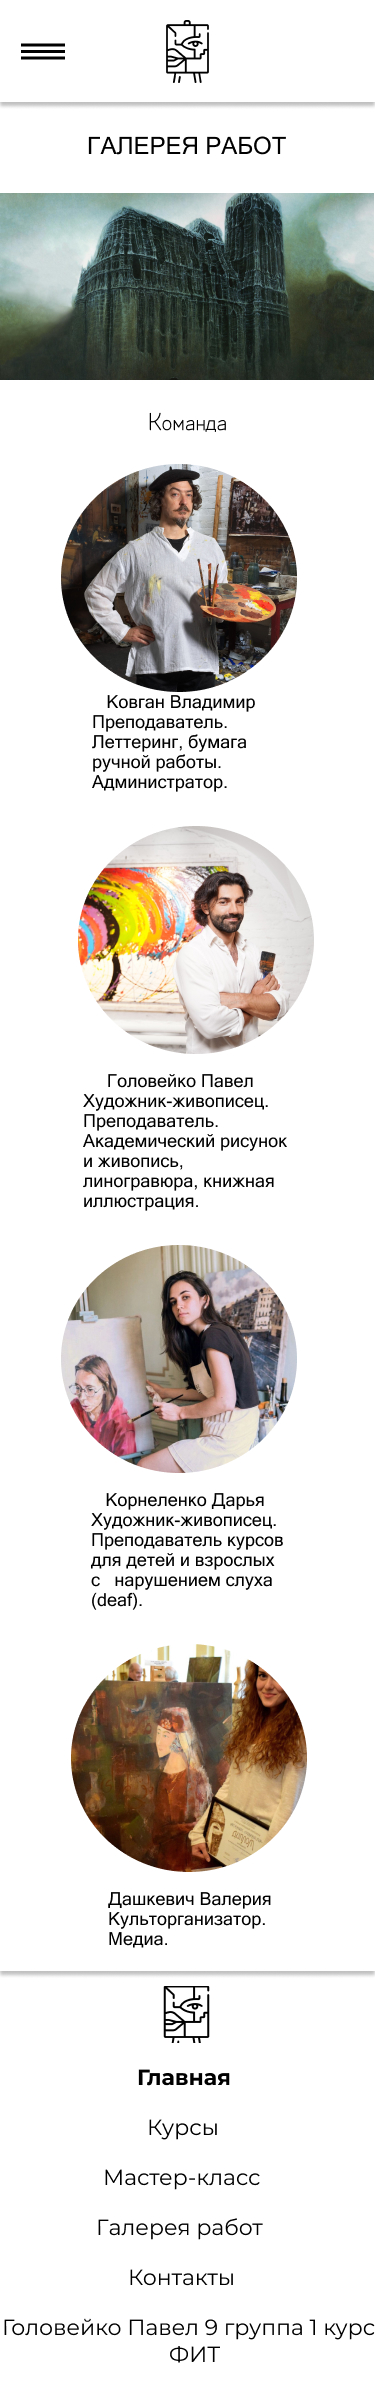 ГАЛЕРЕЯ РАБОТ
Команда
Ковган Владимир
Преподаватель.
Леттеринг, бумага
ручной работы.
Администратор.
Головейко Павел
Художник-живописец.
Преподаватель.
Академический рисунок
и живопись,
линогравюра, книжная
иллюстрация.
Корнеленко Дарья
Художник-живописец.
Преподаватель курсов
для детей и взрослых
с нарушением слуха
(deaf).
Дашкевич Валерия
Культорганизатор.
Медиа.
Главная
Курсы
Мастер-класс
Галерея работ
Контакты
Головейко Павел 9 группа 1 курс
ФИТ